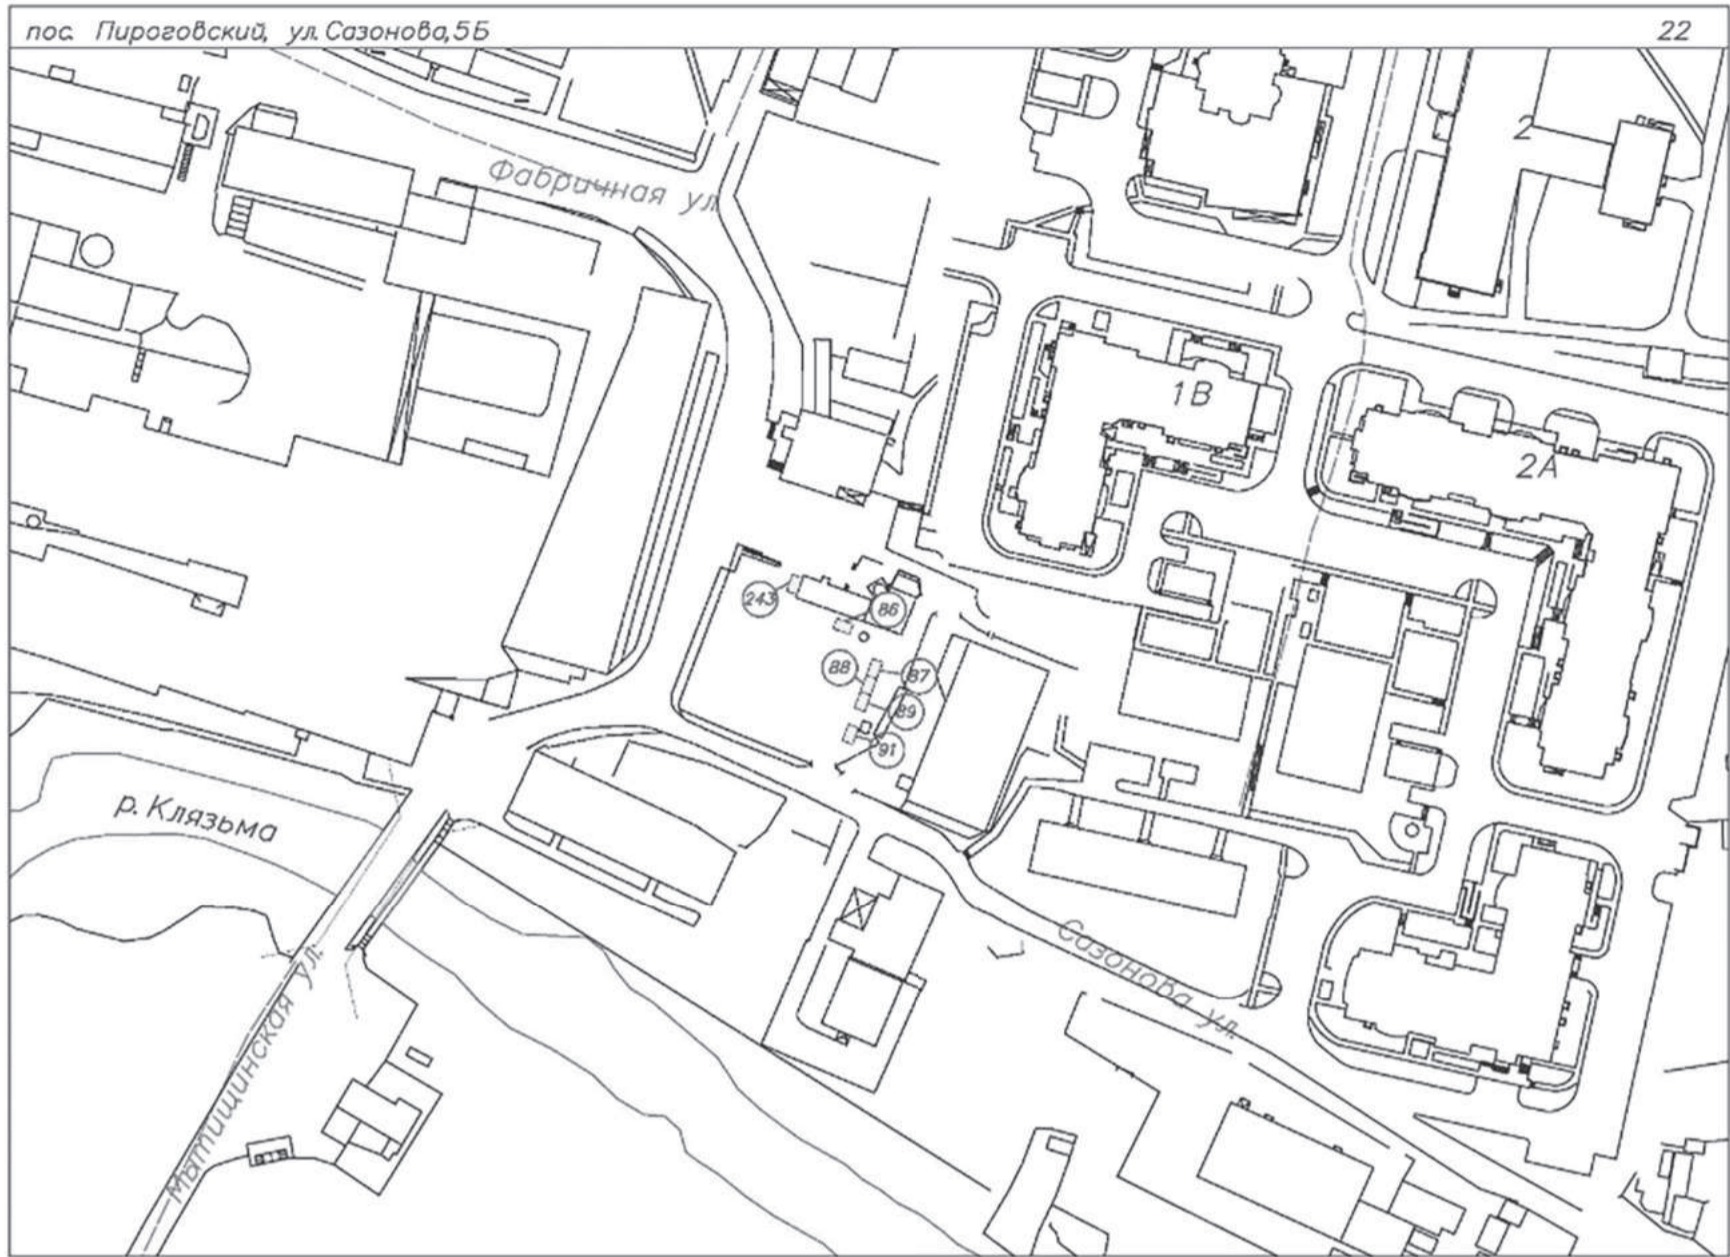 пос. Пироговский, ул. Сазонова, 5Б
22
Фабричная ул.
2
1В
2А
243
86
88
87
89
91
р. Клязьма
Сазонова ул.
Мытищинская ул.